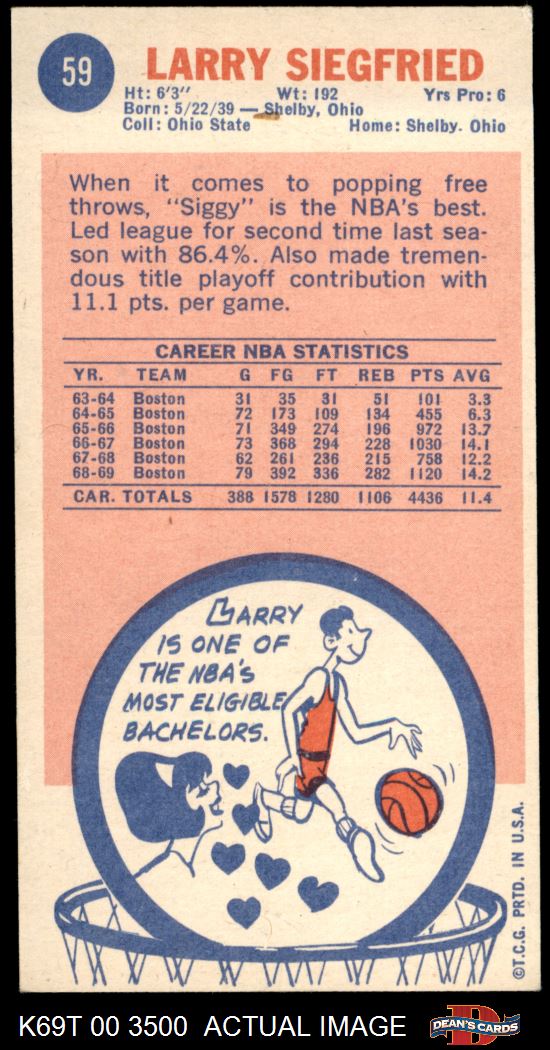 59
LARRY SIEGFRIED
Ht: 6'3" Wt: 192 Yrs Pro: 6
Born: 5/22/39 — Shelby, Ohio
Coll: Ohio State Home: Shelby. Ohio
When it comes to popping free
throws, "Siggy" is the NBA's best.
Led league for second time last sea-
son with 86.4%. Also made tremen-
dous title playoff contribution with
11.1 pts. per game.
CAREER NBA STATISTICS
YR. TEAM G FG FT REB PTS AVG
63-64 Boston 31 35 31 51 101 3.3
64-65 Boston 72 173 109 134 455 6.3
65-66 Boston 71 349 274 196 972 13.7
66-67 Boston 73 368 294 228 1030 14.1
67-68 Boston 62 261 236 215 758 12.2
68-69 Boston 79 392 336 282 1120 14.2
CAR. TOTALS 388 1578 1280 1106 4436 11.4
LARRY
IS ONE OF
THE NBA'S
MOST ELIGIBLE
BACHELORS.
©T.C.G. PRTD. IN U.S.A.
K69T 00 3500 ACTUAL IMAGE
D
DEAN'S CARDS